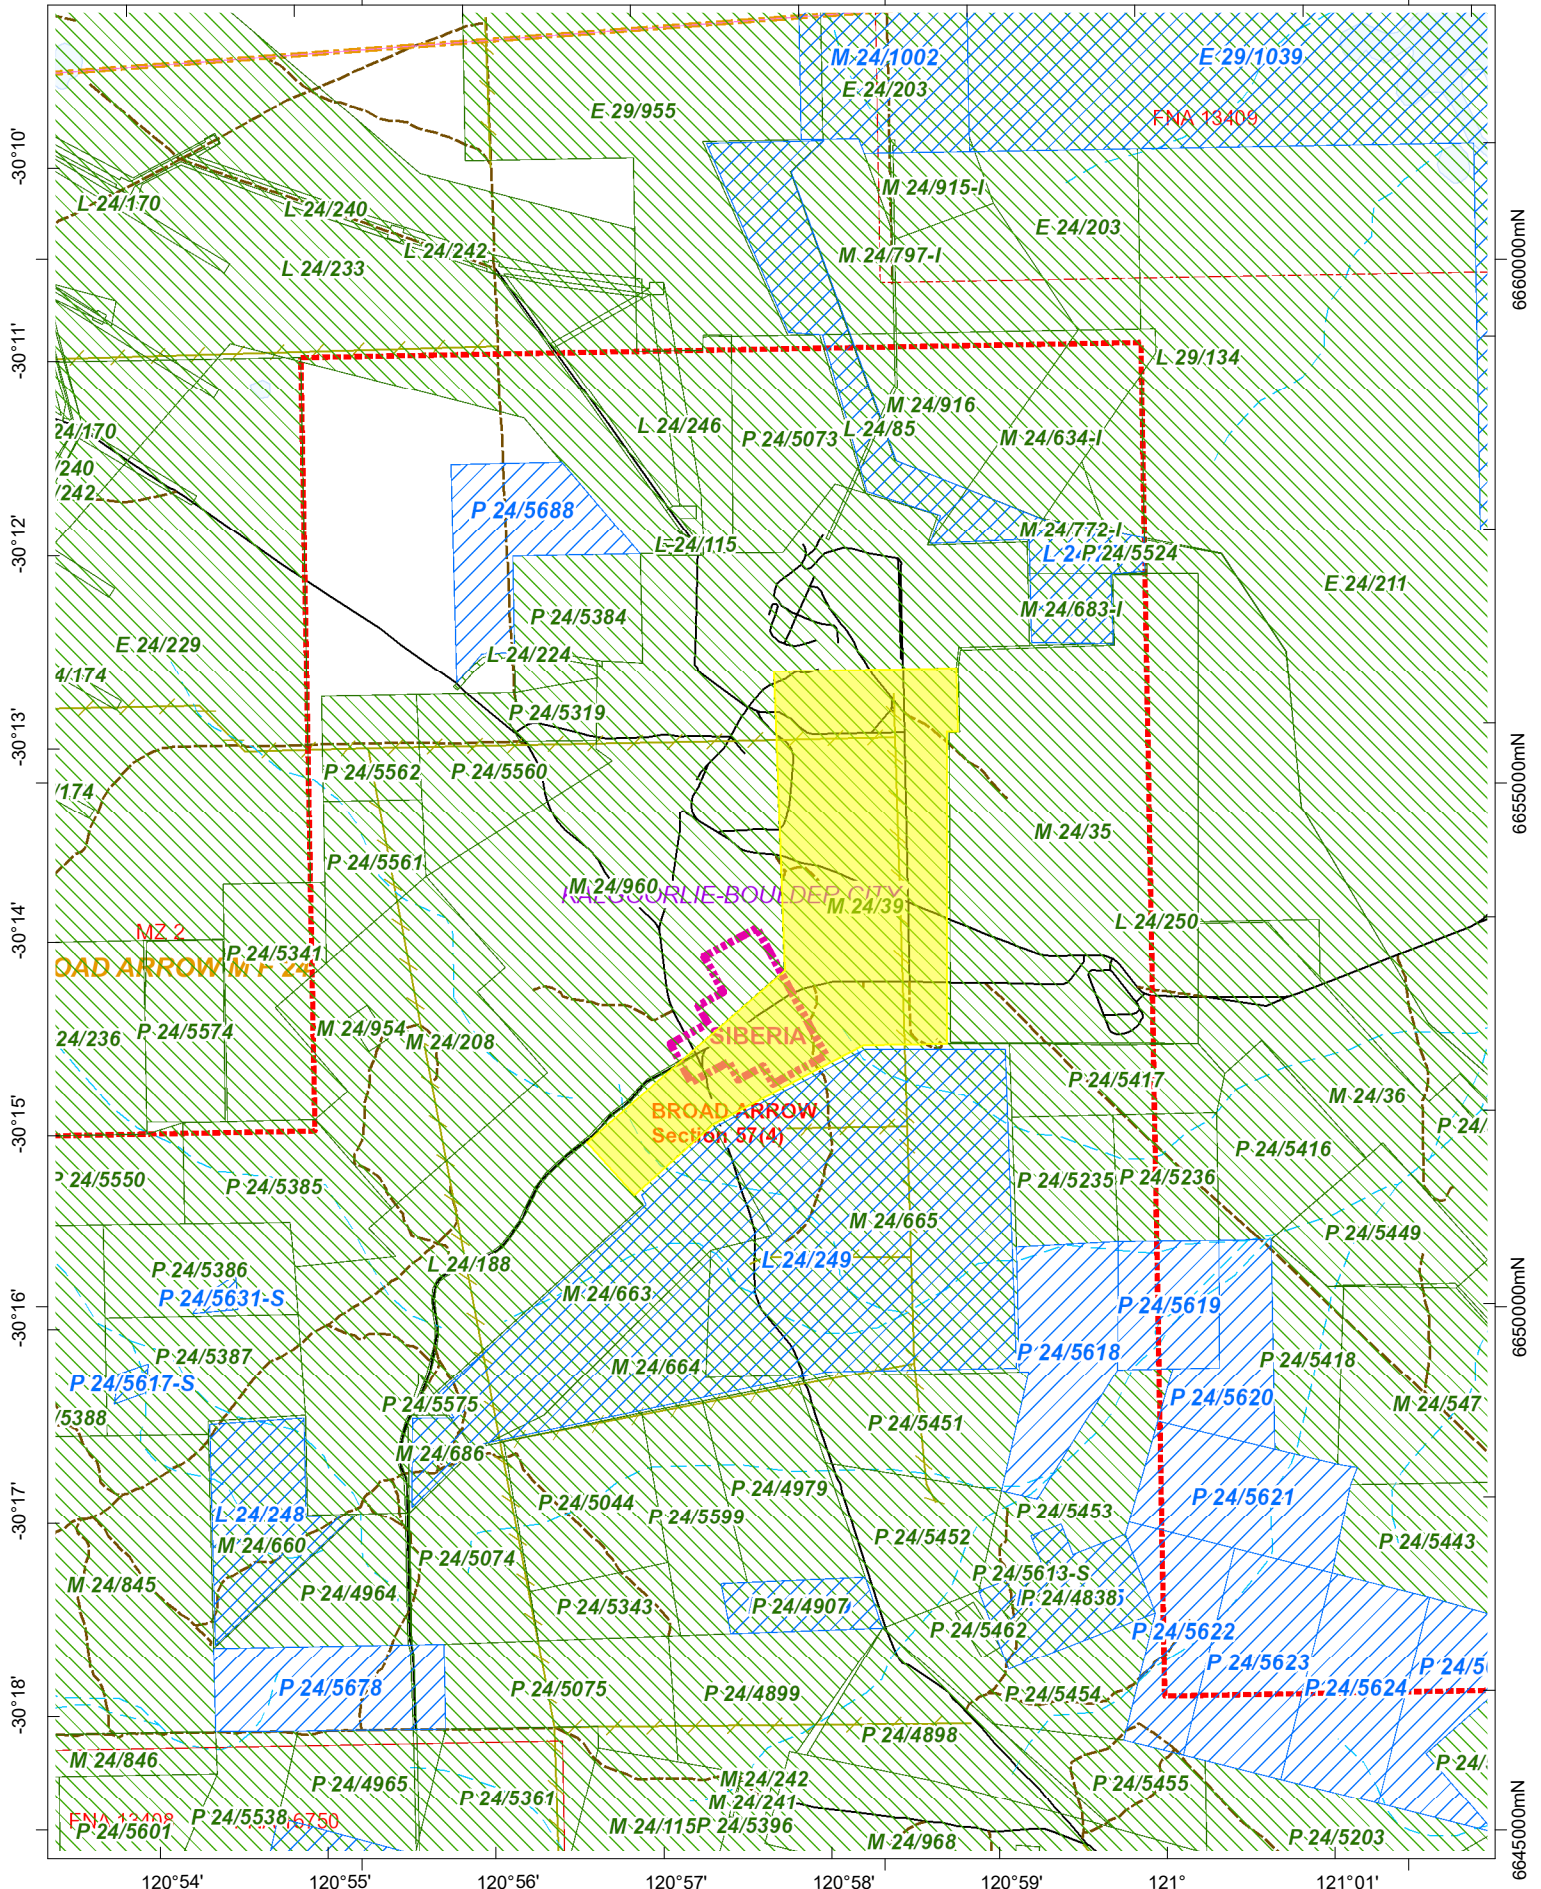 M 24/1002
E 29/1039
E 24/203
E 29/955
FNA 13409
-30°10'
M 24/915-I
L 24/170
L 24/240
E 24/203
L 24/242
M 24/797-I
L 24/233
6660000mN
-30°11'
L 29/134
M 24/916
L 24/246
L 24/85
24/170
P 24/5073
M 24/634-I
/240
/242
P 24/5688
-30°12'
M 24/772-I
L 24/115
P 24/5524
E 24/211
M 24/683-I
P 24/5384
E 24/229
L 24/224
4/174
P 24/5319
-30°13'
P 24/5562
P 24/5560
6655000mN
/174
M 24/35
P 24/5561
M 24/960
KALGOORLIE-BOULDER CITY
M 24/39
L 24/250
-30°14'
MZ 2
P 24/5341
OAD ARROW M F 24
24/236
P 24/5574
M 24/954
M 24/208
SIBERIA
P 24/5417
M 24/36
-30°15'
BROAD ARROW
Section 57(4)
P 24/
P 24/5416
P 24/5550
P 24/5385
P 24/5235
P 24/5236
M 24/665
P 24/5449
L 24/188
L 24/249
P 24/5386
P 24/5631-S
M 24/663
P 24/5619
-30°16'
6650000mN
P 24/5387
P 24/5618
P 24/5418
M 24/664
P 24/5617-S
P 24/5620
P 24/5575
M 24/547
/5388
P 24/5451
M 24/686
P 24/4979
P 24/5621
P 24/5044
P 24/5599
P 24/5453
L 24/248
-30°17'
P 24/5452
P 24/5443
M 24/660
P 24/5074
M 24/845
P 24/5613-S
P 24/4964
P 24/4838
P 24/5343
P 24/4907
P 24/5462
P 24/5622
P 24/5623
P 24/5678
P 24/5075
P 24/4899
P 24/5454
P 24/5624
-30°18'
P 24/4898
M 24/846
P 24/4965
M 24/242
P 24/5455
P 24/5361
M 24/241
FNA 13408
P 24/5538
P 24/5601
M 24/115
P 24/5396
M 24/968
P 24/5203
6645000mN
120°54'
120°55'
120°56'
120°57'
120°58'
120°59'
121°
121°01'